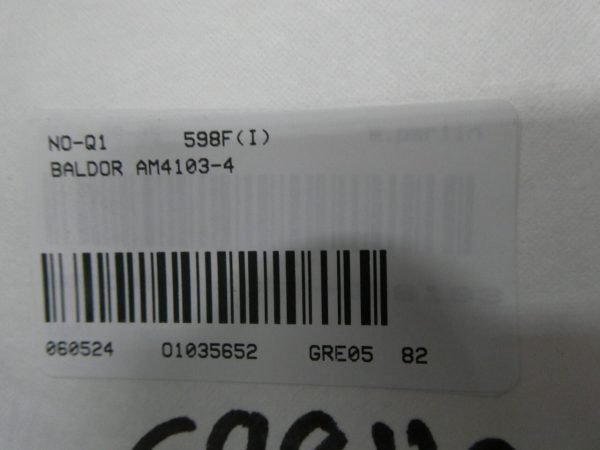 NO-Q1 598F(I)
BALDOR AM4103-4
060524 01035652 GRE05 82